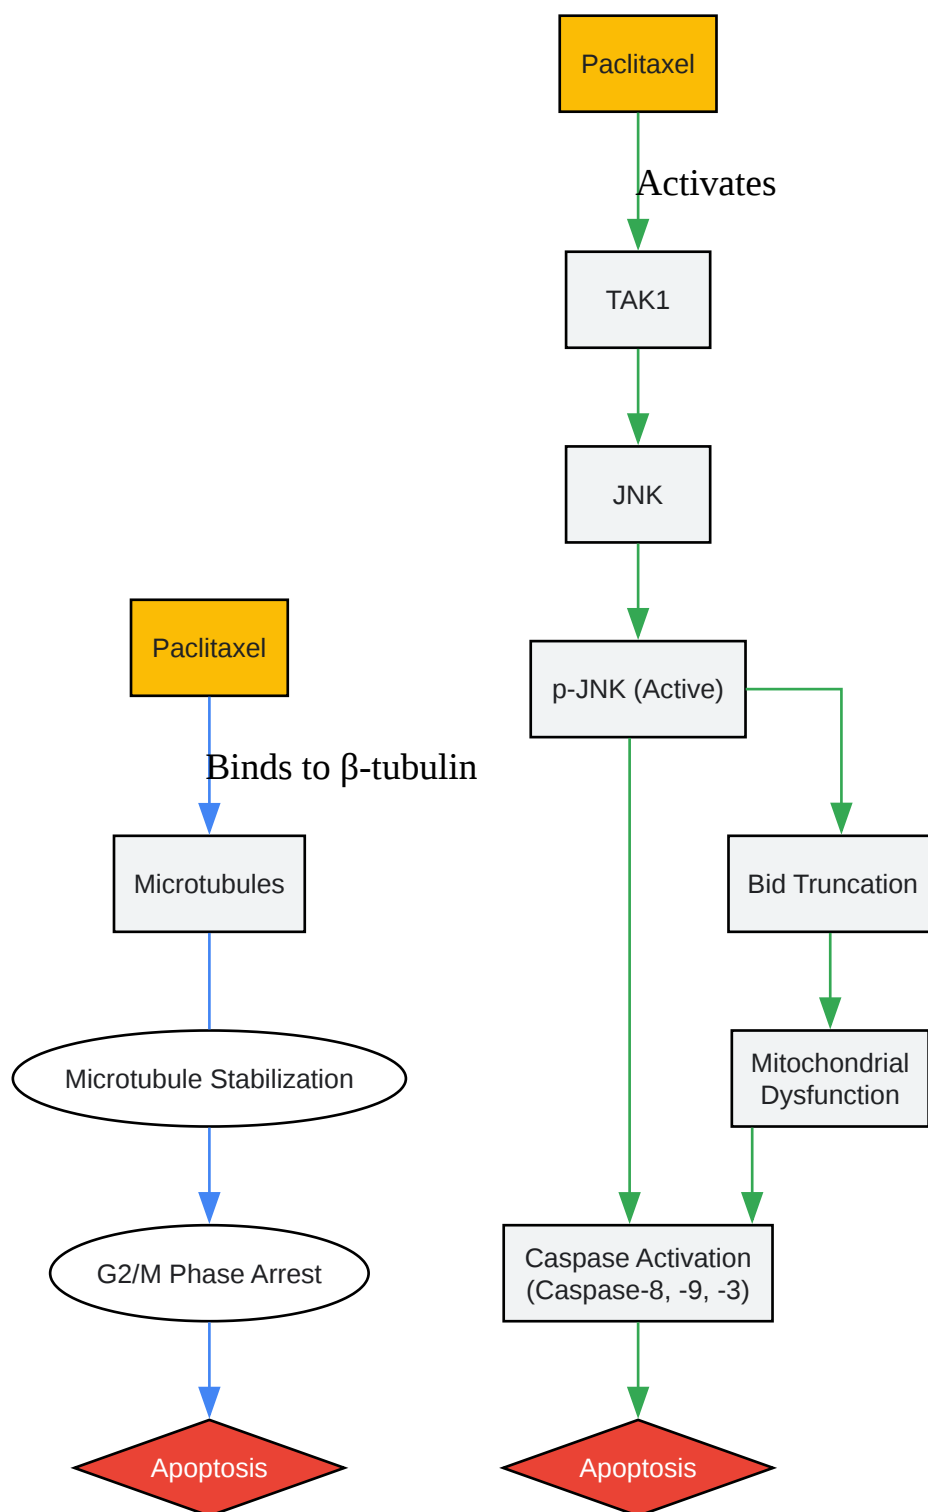 Paclitaxel
Activates
TAK1
JNK
p-JNK (Active)
Bid Truncation
Mitochondrial
Dysfunction
Caspase Activation
(Caspase-8, -9, -3)
Apoptosis
Paclitaxel
Binds to β-tubulin
Microtubules
Microtubule Stabilization
G2/M Phase Arrest
Apoptosis